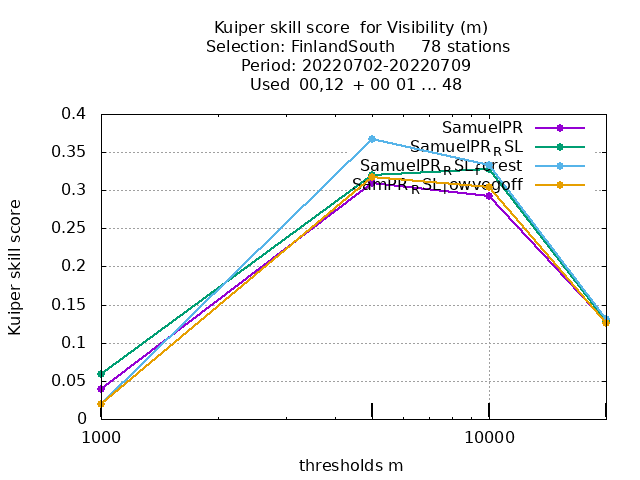 Kuiper skill score  for Visibility (m)
Selection: FinlandSouth     78 stations
Period: 20220702-20220709
Used  00,12  + 00 01 ... 48
0.4
0.35
0.3
0.25
0.2
0.15
0.1
0.05
0
1000
10000
Kuiper skill score
thresholds m
SamuelPR
SamuelPR_RSL